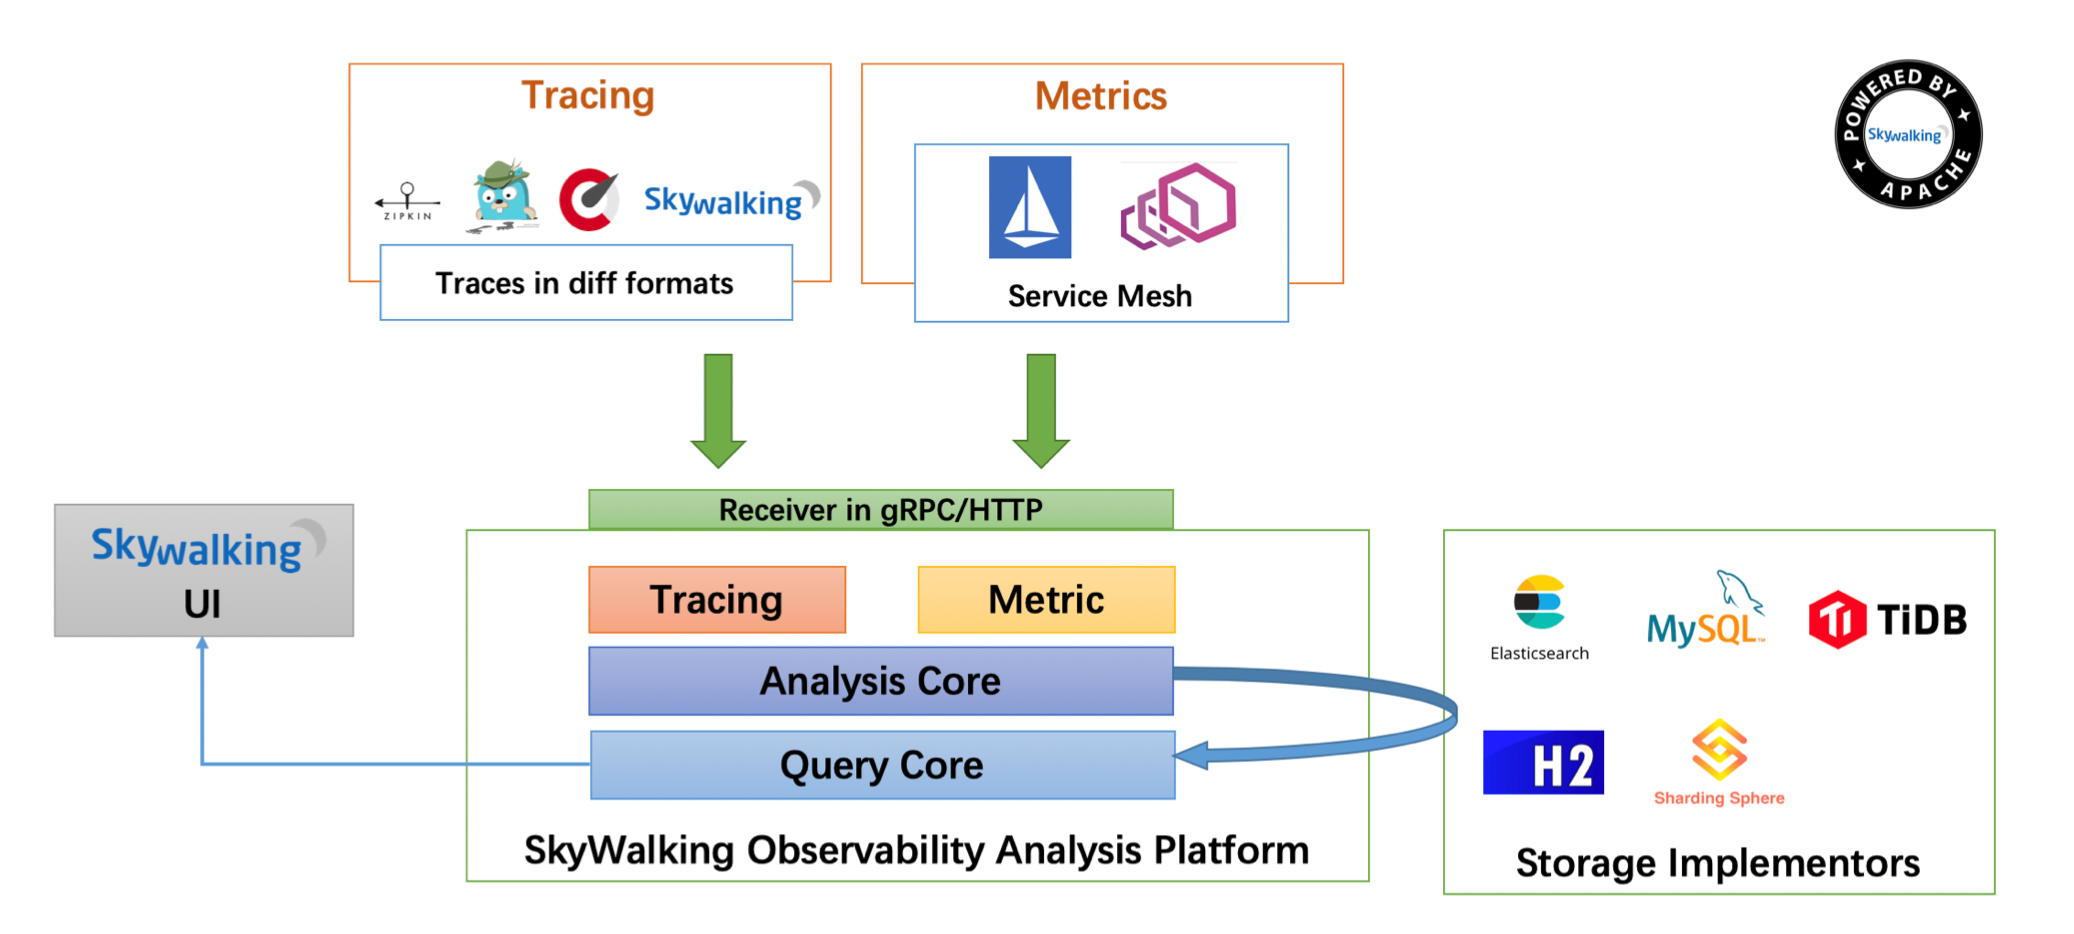 Tracing
ZIPKIN
Skywalking
Traces in diff formats
Metrics
Service Mesh
POWERED BY
Skywalking
APACHE
Receiver in gRPC/HTTP
Skywalking
UI
Tracing
Metric
Analysis Core
Query Core
SkyWalking Observability Analysis Platform
Elasticsearch
MySQL™
TiDB
H2
Sharding Sphere
Storage Implementors